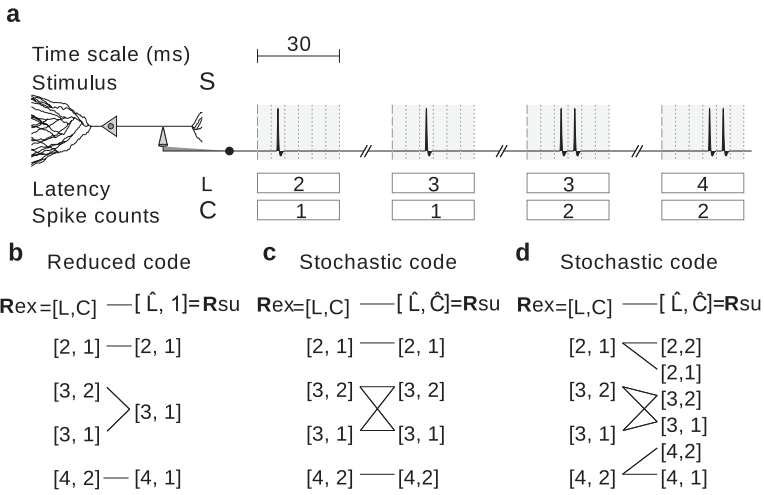 a
30
Time scale (ms)
Stimulus S
Latency L 2 3 3 4
Spike counts C 1 1 2 2
b Reduced code
Rex=[L,C] [ L̂, 1]=Rsu
[2, 1] [2, 1]
[3, 2]
[3, 1]
[3, 1]
[4, 2] [4, 1]
c Stochastic code
Rex=[L,C] [ L̂, Ĉ]=Rsu
[2, 1] [2, 1]
[3, 2] [3, 2]
[3, 1] [3, 1]
[4, 2] [4,2]
d Stochastic code
Rex=[L,C] [ L̂, Ĉ]=Rsu
[2, 1] [2,2]
[2,1]
[3, 2] [3,2]
[3, 1] [3, 1]
[4,2]
[4, 2] [4, 1]